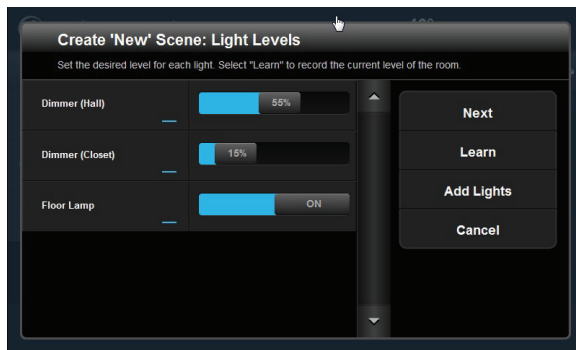 Create 'New' Scene: Light Levels
Set the desired level for each light. Select "Learn" to record the current level of the room.
Dimmer (Hall)
55%
Dimmer (Closet)
15%
Floor Lamp
ON
Next
Learn
Add Lights
Cancel